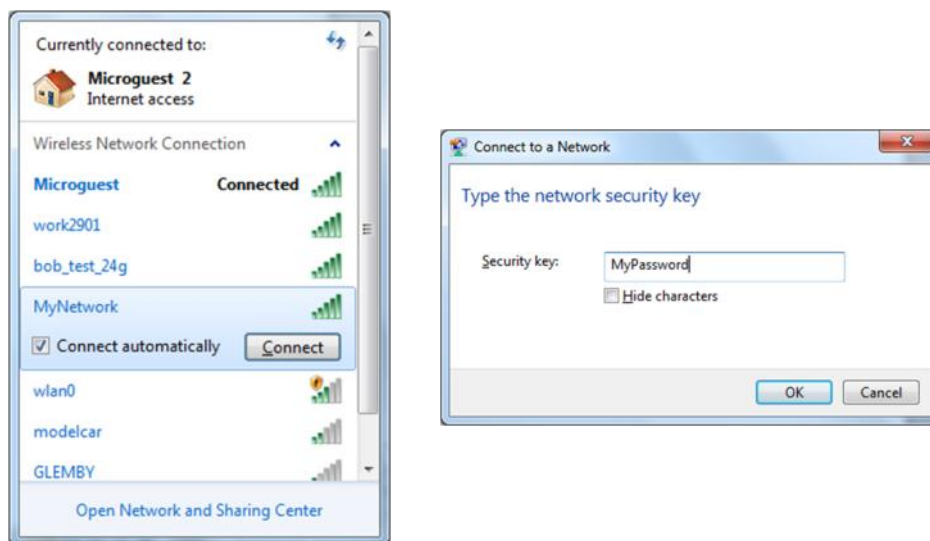 Currently connected to:
Microguest 2
Internet access
Wireless Network Connection
Microguest Connected
work2901
bob_test_24g
MyNetwork
Connect automatically Connect
wlan0
modelcar
GLEMBY
Open Network and Sharing Center
Connect to a Network
Type the network security key
Security key: MyPassword
Hide characters
OK Cancel